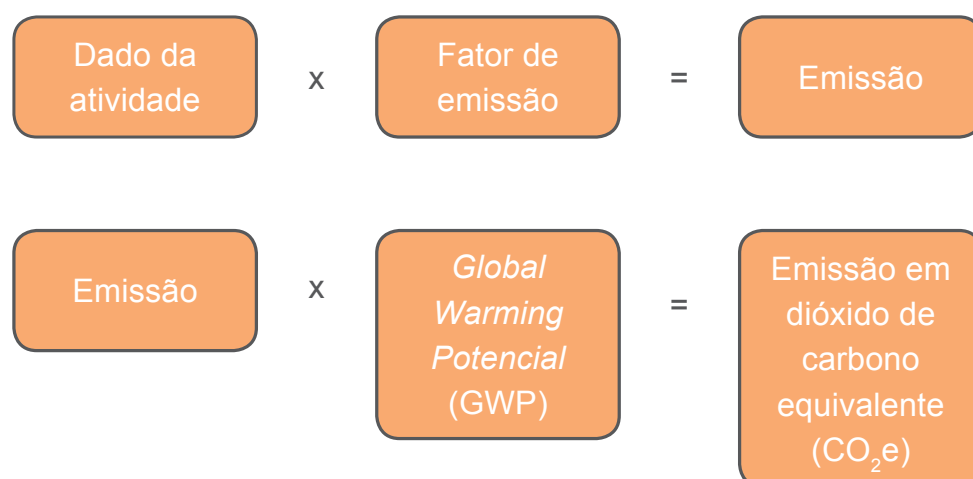 Dado da
atividade
x
Fator de
emissão
=
Emissão
Emissão
x
Global
Warming
Potencial
(GWP)
=
Emissão em
dióxido de
carbono
equivalente
(CO₂e)